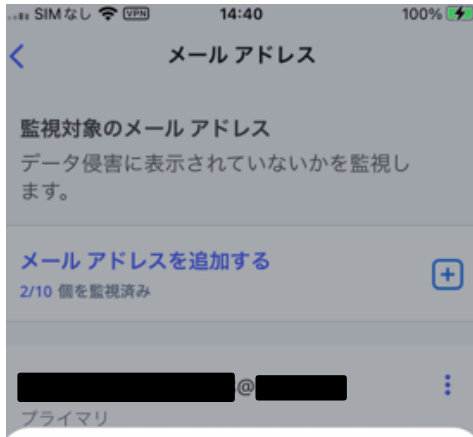 SIMなし VPN 14:40 100%
メール アドレス
監視対象のメール アドレス
データ侵害に表示されていないかを監視し
ます。
メール アドレスを追加する
2/10 個を監視済み
@
プライマリ